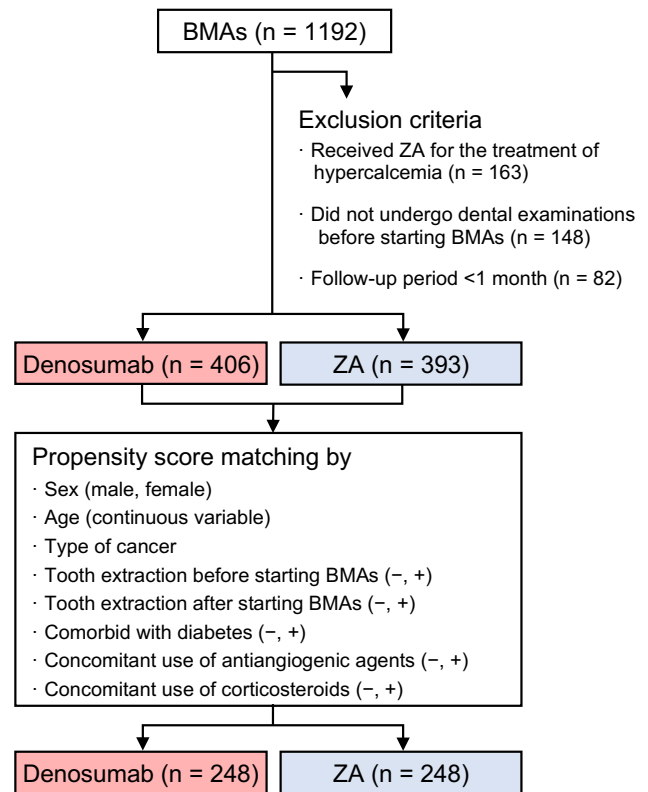 BMAs (n = 1192)
Exclusion criteria
· Received ZA for the treatment of
hypercalcemia (n = 163)
· Did not undergo dental examinations
before starting BMAs (n = 148)
· Follow-up period <1 month (n = 82)
Denosumab (n = 406)
ZA (n = 393)
Propensity score matching by
· Sex (male, female)
· Age (continuous variable)
· Type of cancer
· Tooth extraction before starting BMAs (−, +)
· Tooth extraction after starting BMAs (−, +)
· Comorbid with diabetes (−, +)
· Concomitant use of antiangiogenic agents (−, +)
· Concomitant use of corticosteroids (−, +)
Denosumab (n = 248)
ZA (n = 248)